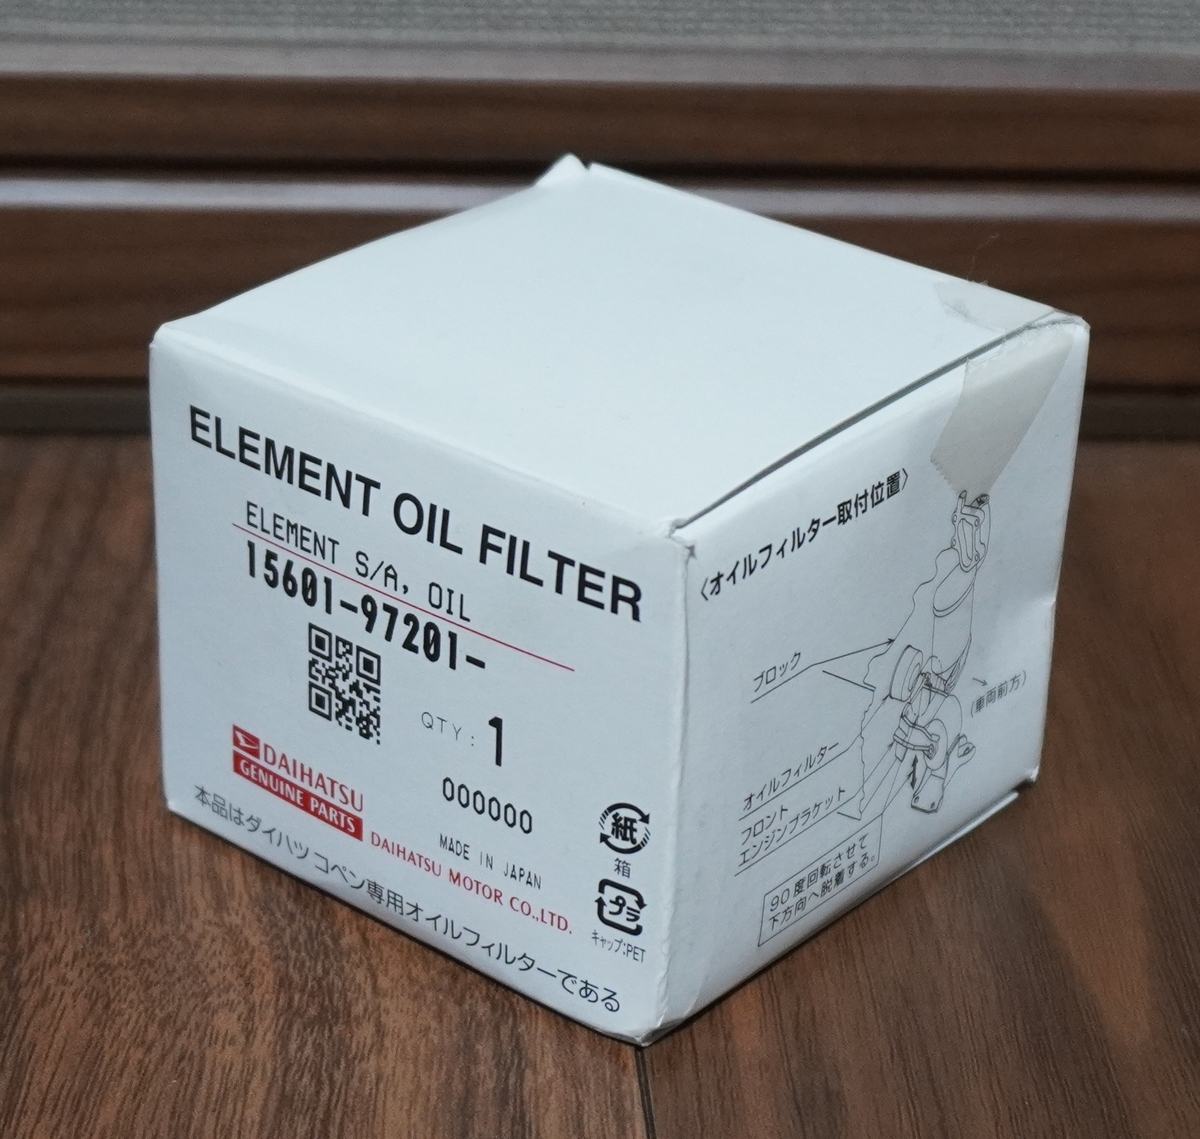 ELEMENT OIL FILTER
ELEMENT S/A, OIL
15601-97201-
QTY: 1
000000
DAIHATSU
GENUINE PARTS
MADE IN JAPAN
DAIHATSU MOTOR CO.,LTD.
本品はダイハツ コペン専用オイルフィルターである
紙
箱
プラ
キャップ:PET
〈オイルフィルター取付位置〉
ブロック
(車両前方)
オイルフィルター
フロント
エンジンブラケット
90度回転させて
下方向へ脱着する。